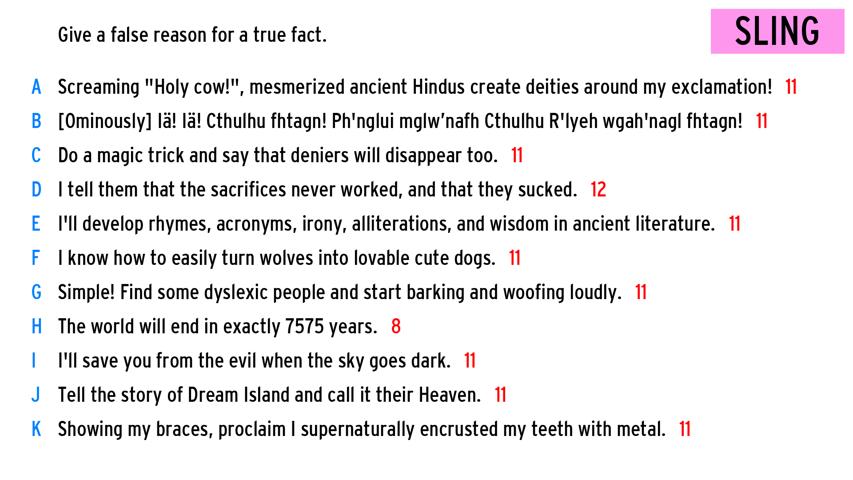 Give a false reason for a true fact.
SLING
A Screaming "Holy cow!", mesmerized ancient Hindus create deities around my exclamation! 11
B [Ominously] Iä! Iä! Cthulhu fhtagn! Ph'nglui mglw’nafh Cthulhu R'lyeh wgah'nagl fhtagn! 11
C Do a magic trick and say that deniers will disappear too. 11
D I tell them that the sacrifices never worked, and that they sucked. 12
E I'll develop rhymes, acronyms, irony, alliterations, and wisdom in ancient literature. 11
F I know how to easily turn wolves into lovable cute dogs. 11
G Simple! Find some dyslexic people and start barking and woofing loudly. 11
H The world will end in exactly 7575 years. 8
I I'll save you from the evil when the sky goes dark. 11
J Tell the story of Dream Island and call it their Heaven. 11
K Showing my braces, proclaim I supernaturally encrusted my teeth with metal. 11